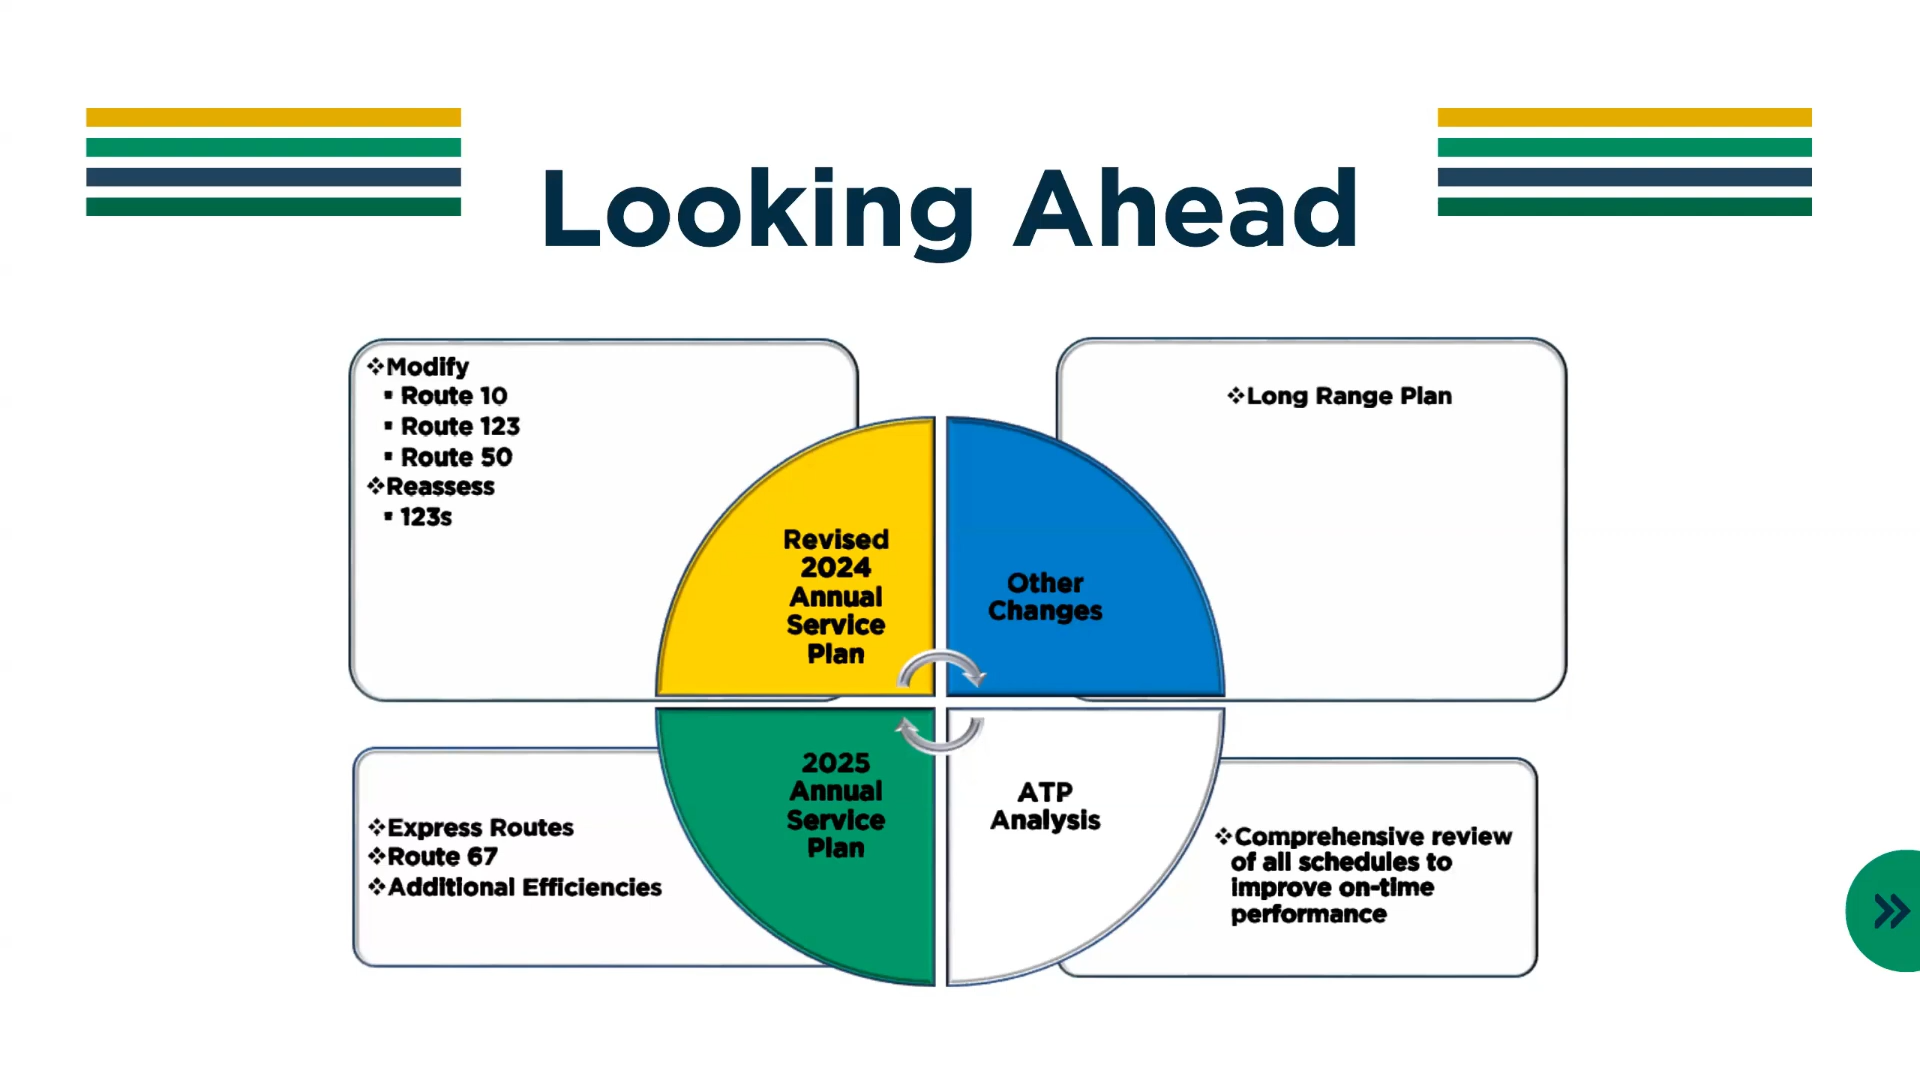 Looking Ahead
❖Modify
▪ Route 10
▪ Route 123
▪ Route 50
❖Reassess
▪ 123s
❖Long Range Plan
Revised
2024
Annual
Service
Plan
Other
Changes
2025
Annual
Service
Plan
ATP
Analysis
❖Express Routes
❖Route 67
❖Additional Efficiencies
❖Comprehensive review
of all schedules to
improve on-time
performance